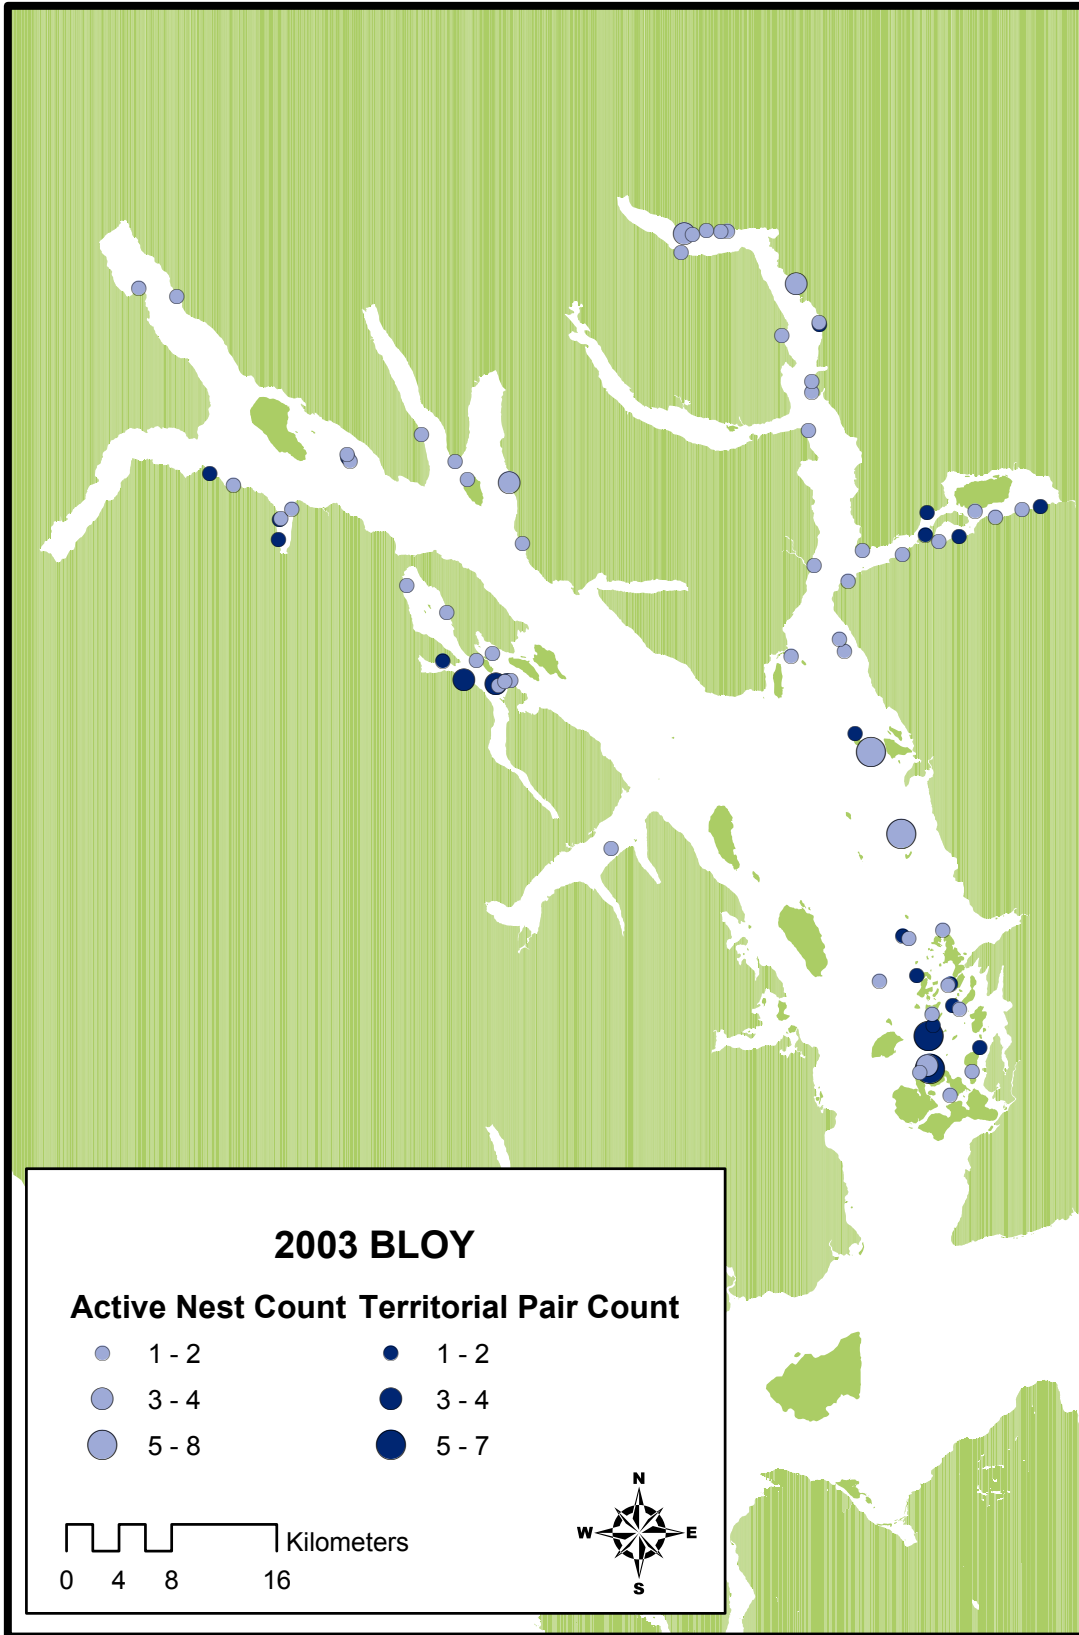 2003 BLOY
Active Nest Count Territorial Pair Count
1 - 2 1 - 2
3 - 4 3 - 4
5 - 8 5 - 7
N
W E
S
Kilometers
0 4 8 16